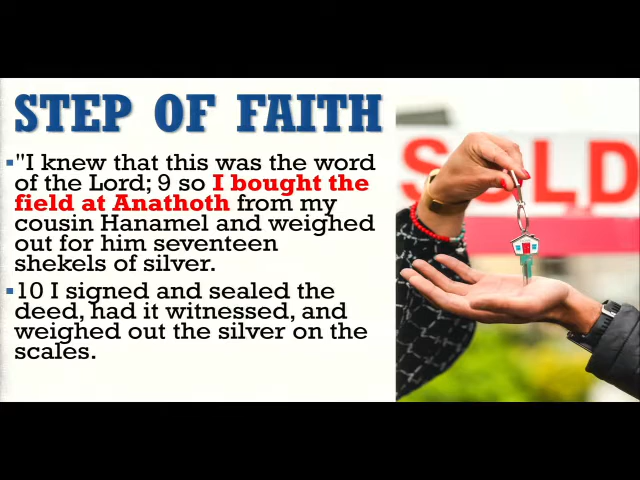 STEP OF FAITH
▪"I knew that this was the word
of the Lord; 9 so I bought the
field at Anathoth from my
cousin Hanamel and weighed
out for him seventeen
shekels of silver.
▪10 I signed and sealed the
deed, had it witnessed, and
weighed out the silver on the
scales.
SOLD